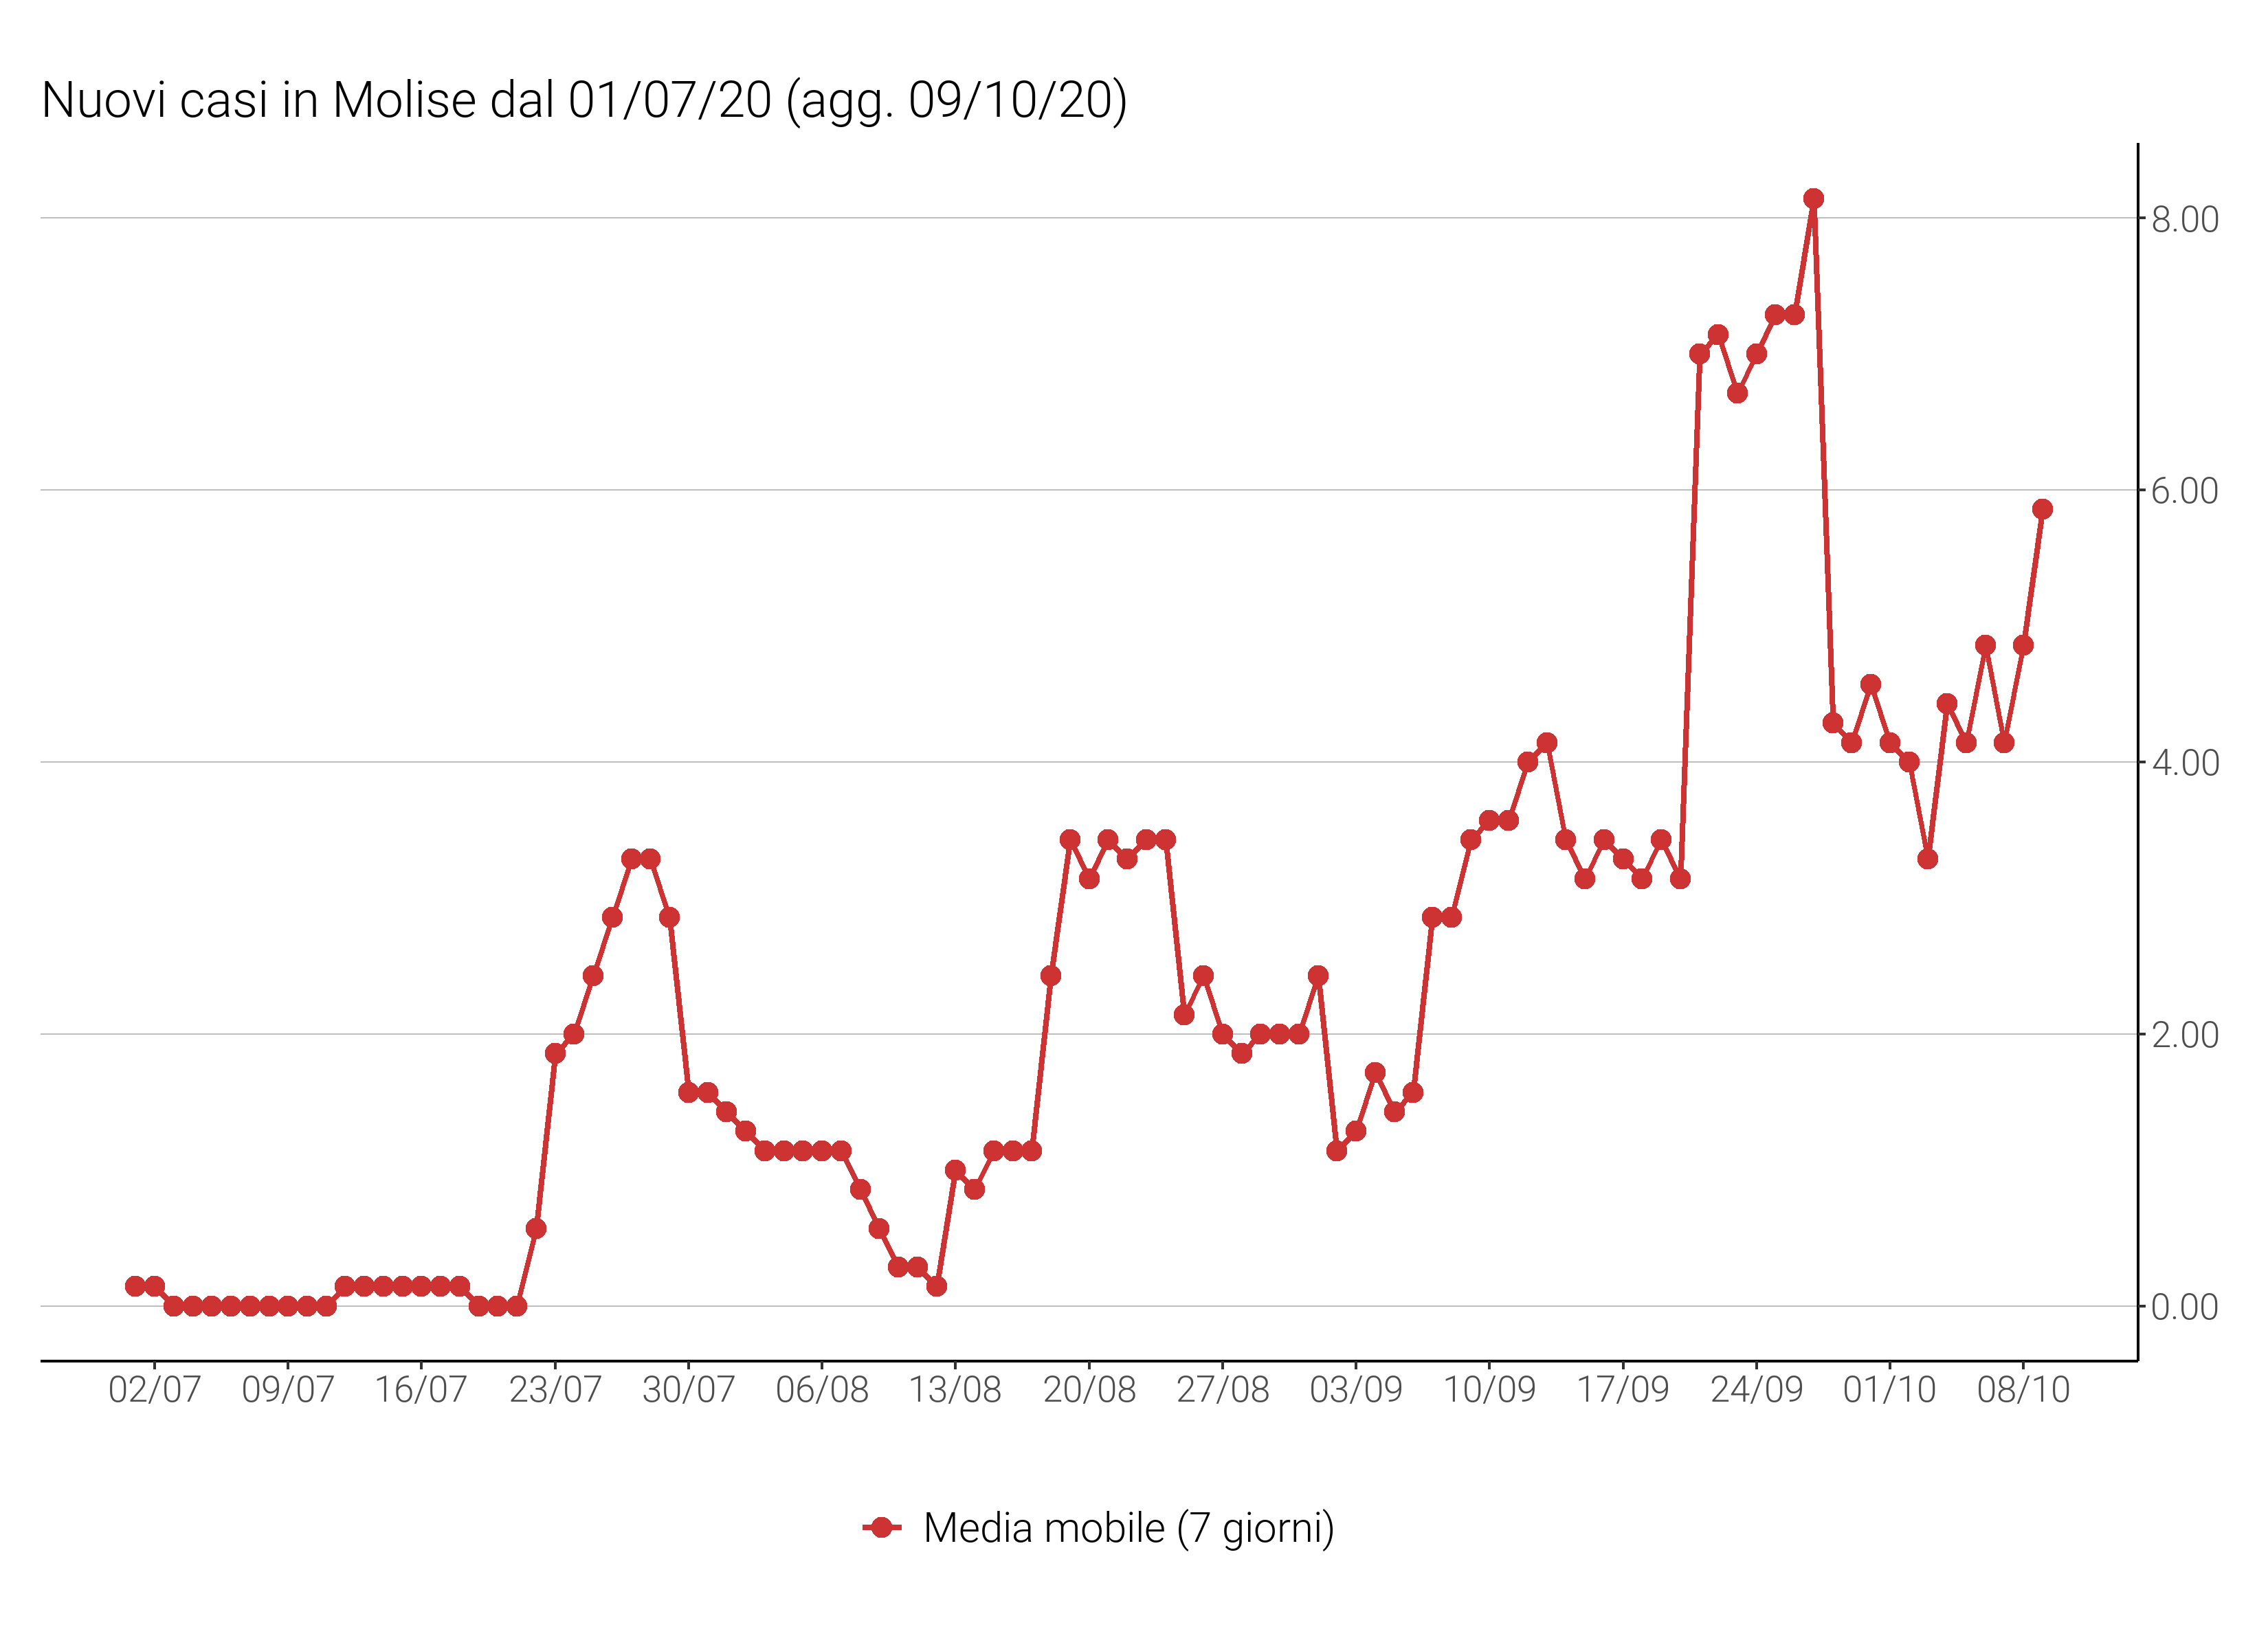 Nuovi casi in Molise dal 01/07/20 (agg. 09/10/20)
8.00
6.00
4.00
2.00
0.00
02/07 09/07 16/07 23/07 30/07 06/08 13/08 20/08 27/08 03/09 10/09 17/09 24/09 01/10 08/10
Media mobile (7 giorni)